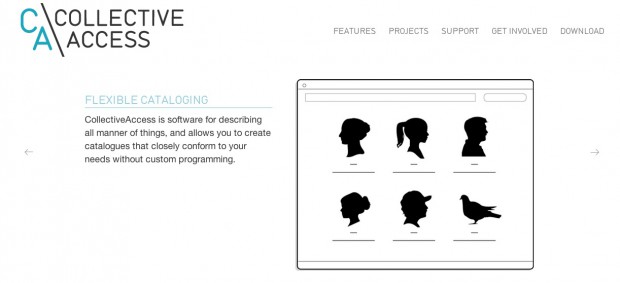 CA\COLLECTIVE
ACCESS
FEATURES PROJECTS SUPPORT GET INVOLVED DOWNLOAD
FLEXIBLE CATALOGING
CollectiveAccess is software for describing
all manner of things, and allows you to create
catalogues that closely conform to your
needs without custom programming.